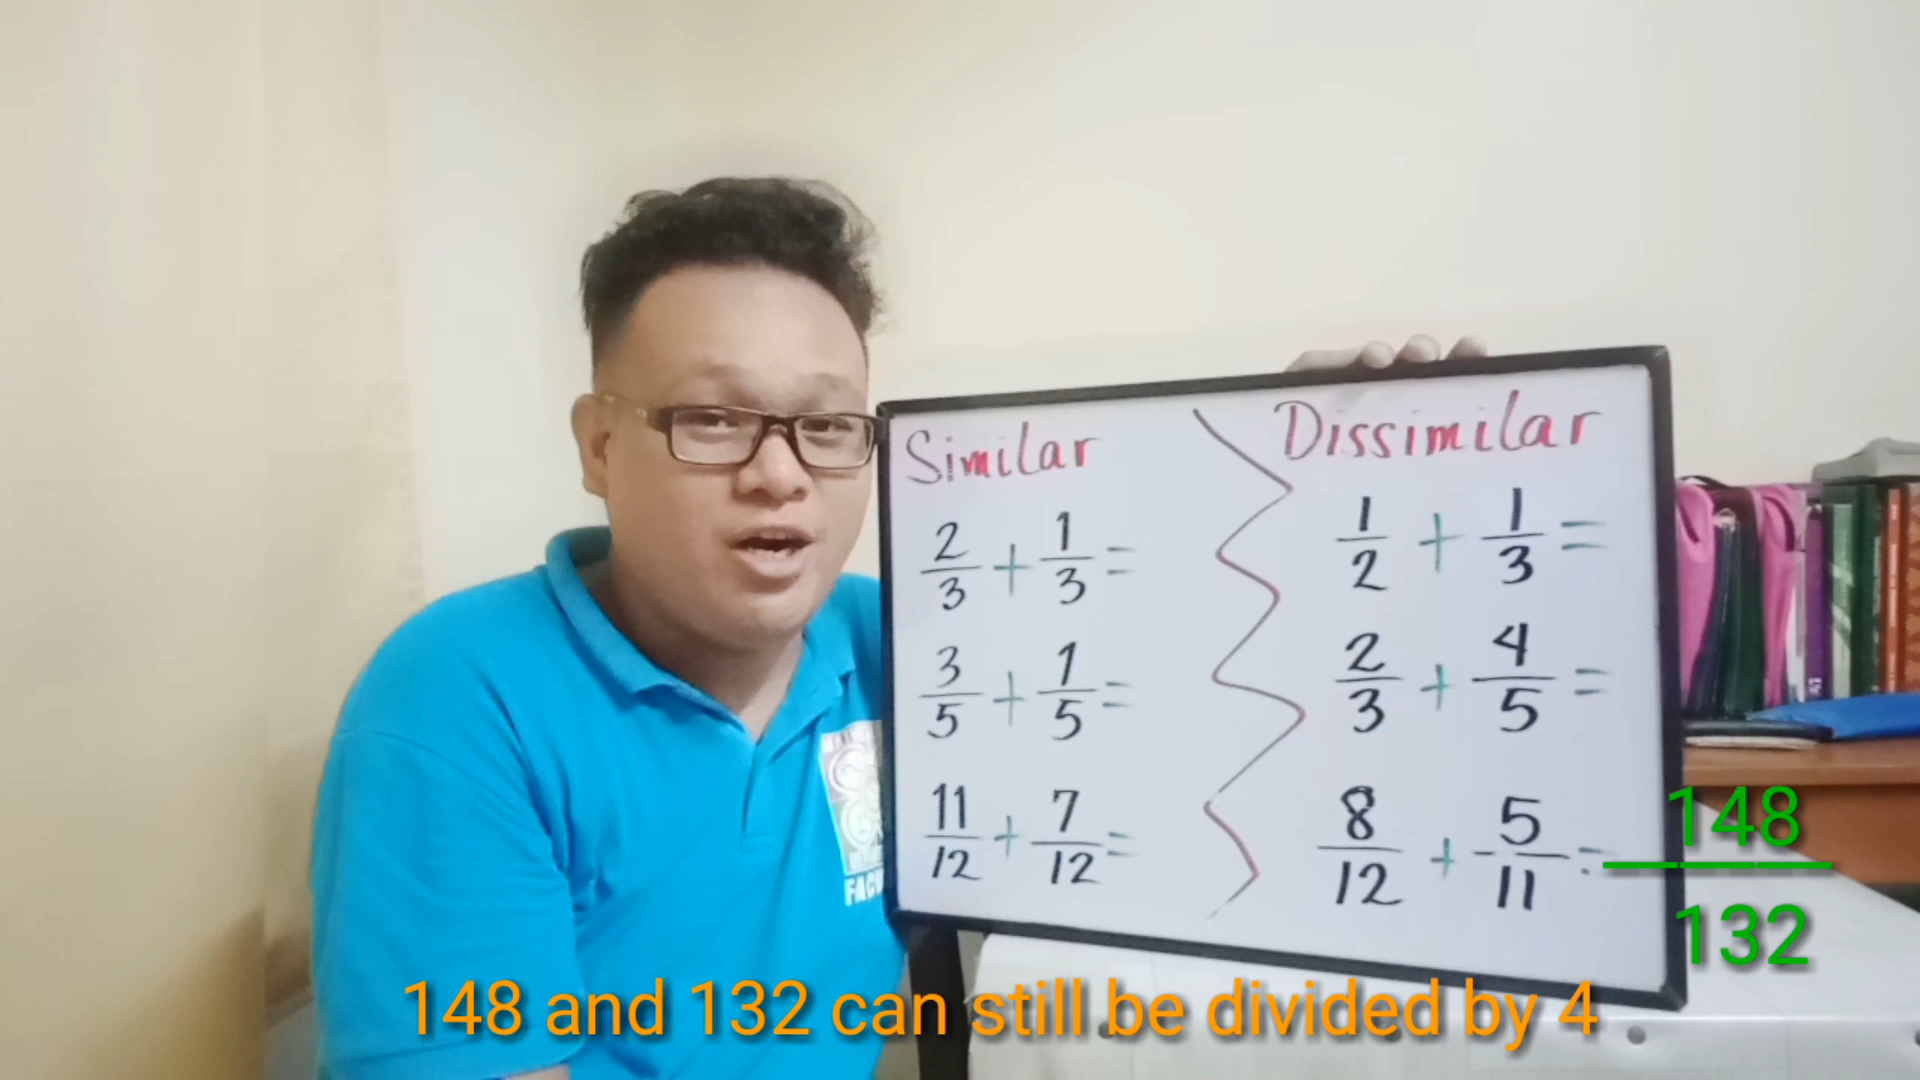 Similar
2/3 + 1/3 =
3/5 + 1/5 =
11/12 + 7/12 =
Dissimilar
1/2 + 1/3 =
2/3 + 4/5 =
8/12 + 5/11 =
148
132
148 and 132 can still be divided by 4